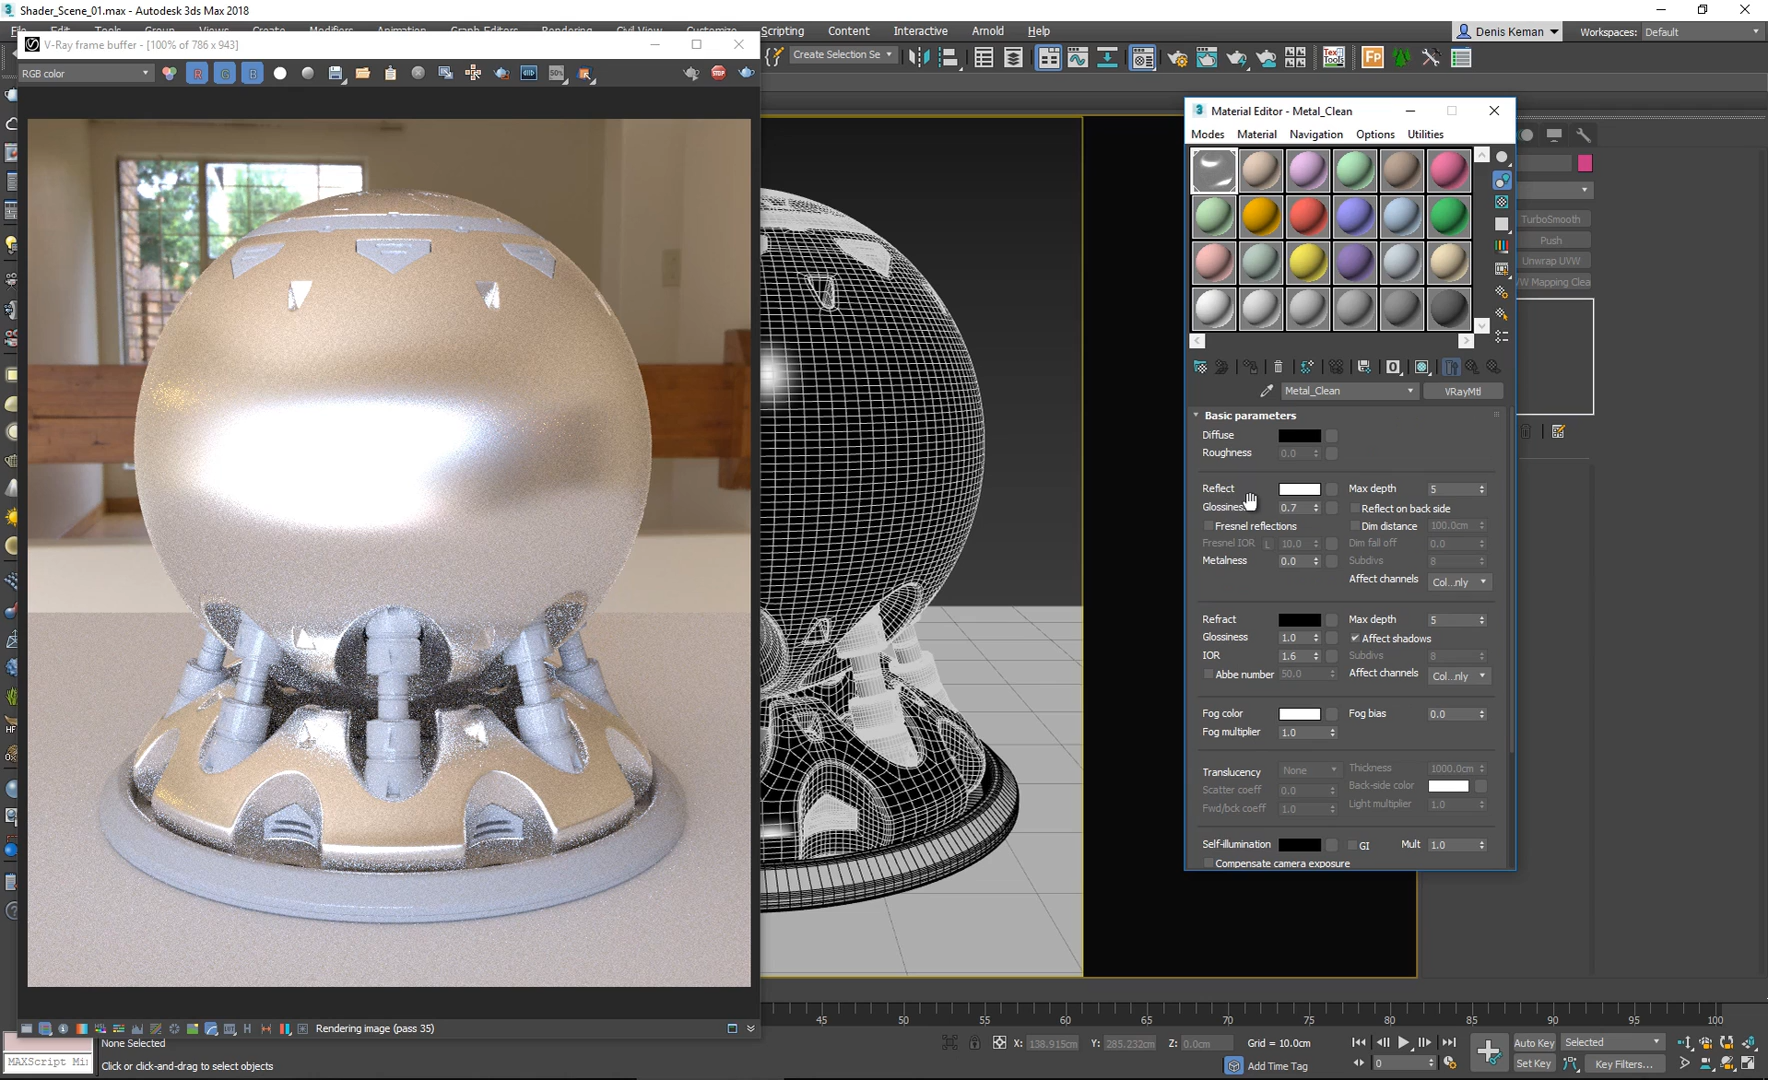 Shader_Scene_01.max - Autodesk 3ds Max 2018
Scripting Content Interactive Arnold Help
Denis Keman Workspaces: Default
V-Ray frame buffer - [100% of 786 x 943]
RGB color
Create Selection Se
Material Editor - Metal_Clean
Modes Material Navigation Options Utilities
TurboSmooth
Push
Unwrap UVW
VW Mapping Clea
Metal_Clean VRayMtl
Basic parameters
Diffuse
Roughness 0.0
Reflect Max depth 5
Glossiness 0.7 Reflect on back side
Fresnel reflections Dim distance 100.0cm
Fresnel IOR L 10.0 Dim fall off 0.0
Metalness 0.0 Subdivs 8
Affect channels Col...nly
Refract Max depth 5
Glossiness 1.0 Affect shadows
IOR 1.6 Subdivs 8
Abbe number 50.0 Affect channels Col...nly
Fog color Fog bias 0.0
Fog multiplier 1.0
Translucency None Thickness 1000.0cm
Scatter coeff 0.0 Back-side color
Fwd/bck coeff 1.0 Light multiplier 1.0
Self-illumination GI Mult 1.0
Compensate camera exposure
45 50 55 60 65 70 75 80 85 90 95 100
Rendering image (pass 35)
None Selected
X: 138.915cm Y: 285.232cm Z: 0.0cm Grid = 10.0cm
Auto Key Selected
MAXScript Mi
Click or click-and-drag to select objects
Add Time Tag
0
Set Key Key Filters...